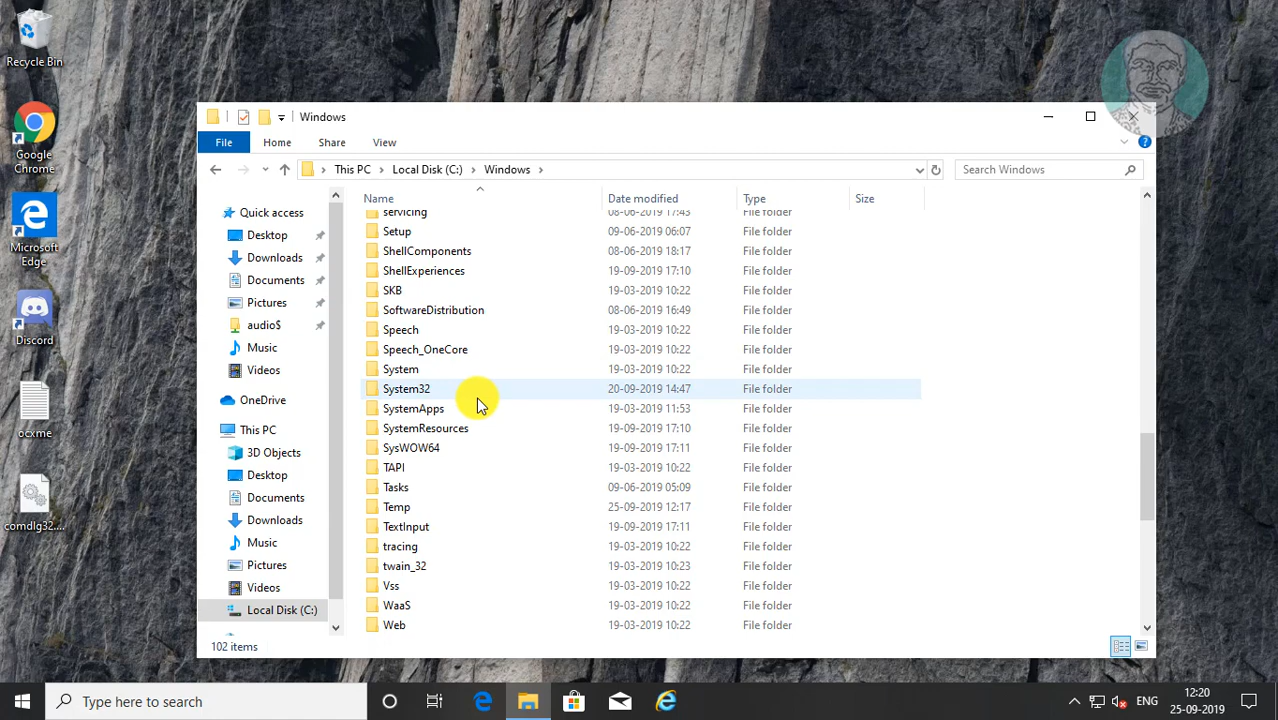 Recycle Bin
Google
Chrome
Microsoft
Edge
Discord
ocxme
comdlg32....
Windows
File Home Share View
This PC Local Disk (C:) Windows
Search Windows
Quick access
Desktop
Downloads
Documents
Pictures
audio$
Music
Videos
OneDrive
This PC
3D Objects
Desktop
Documents
Downloads
Music
Pictures
Videos
Local Disk (C:)
Name Date modified Type Size
servicing 08-06-2019 17:43 File folder
Setup 09-06-2019 06:07 File folder
ShellComponents 08-06-2019 18:17 File folder
ShellExperiences 19-09-2019 17:10 File folder
SKB 19-03-2019 10:22 File folder
SoftwareDistribution 08-06-2019 16:49 File folder
Speech 19-03-2019 10:22 File folder
Speech_OneCore 19-03-2019 10:22 File folder
System 19-03-2019 10:22 File folder
System32 20-09-2019 14:47 File folder
SystemApps 19-03-2019 11:53 File folder
SystemResources 19-09-2019 17:10 File folder
SysWOW64 19-09-2019 17:11 File folder
TAPI 19-03-2019 10:22 File folder
Tasks 09-06-2019 05:09 File folder
Temp 25-09-2019 12:17 File folder
TextInput 19-09-2019 17:11 File folder
tracing 19-03-2019 10:22 File folder
twain_32 19-03-2019 10:23 File folder
Vss 19-03-2019 10:22 File folder
WaaS 19-03-2019 10:22 File folder
Web 19-03-2019 10:22 File folder
102 items
Type here to search
ENG
12:20
25-09-2019